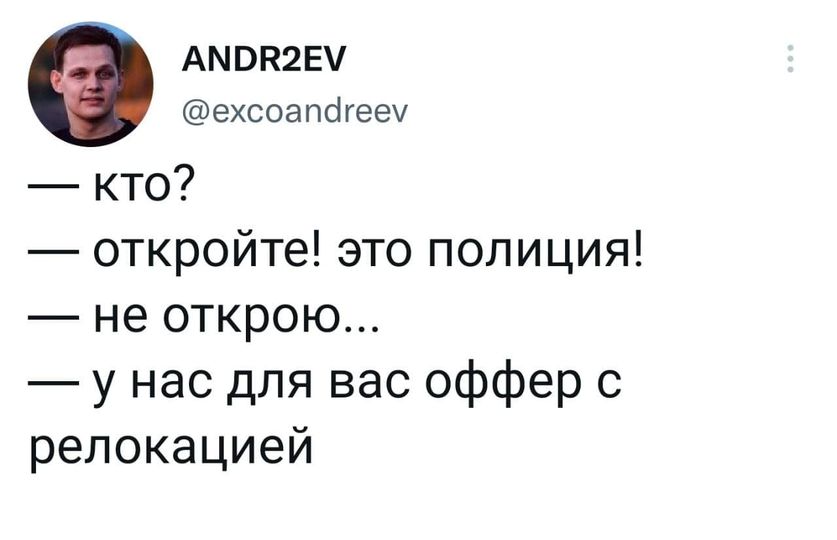 ANDR2EV
@excoandreev
— кто?
— откройте! это полиция!
— не открою...
— у нас для вас оффер с
релокацией